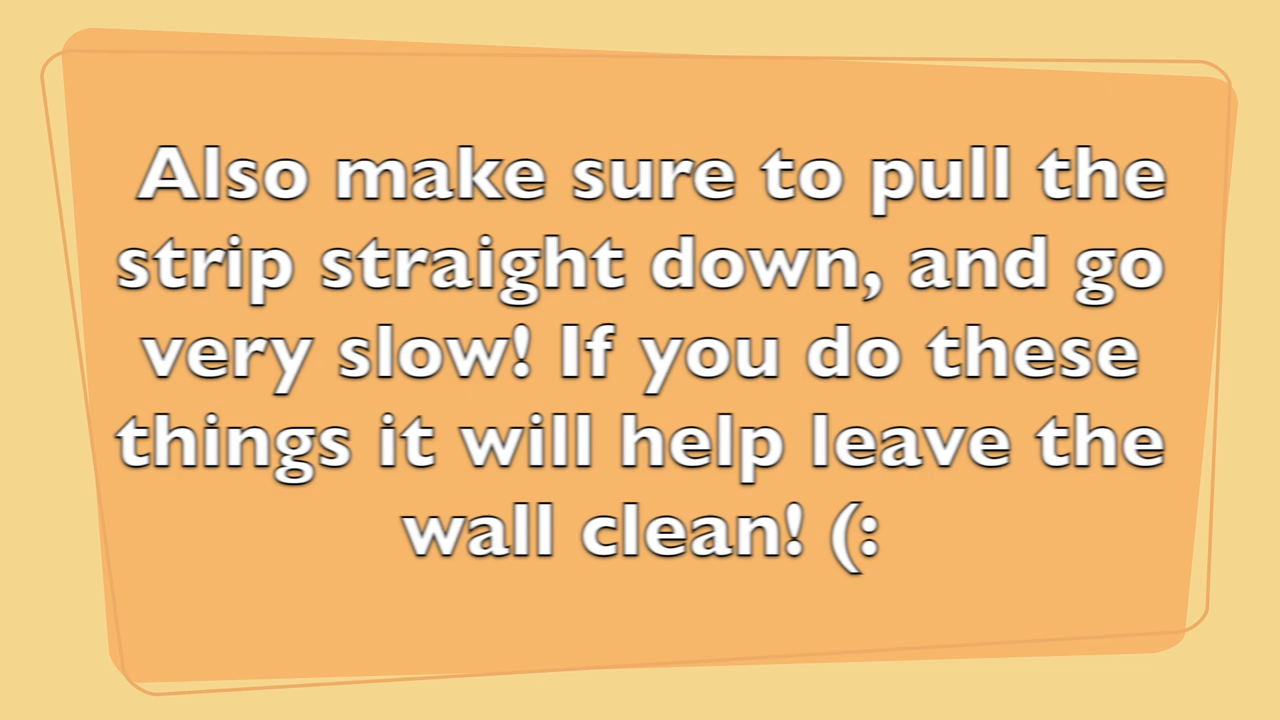 Also make sure to pull the
strip straight down, and go
very slow! If you do these
things it will help leave the
wall clean! (: